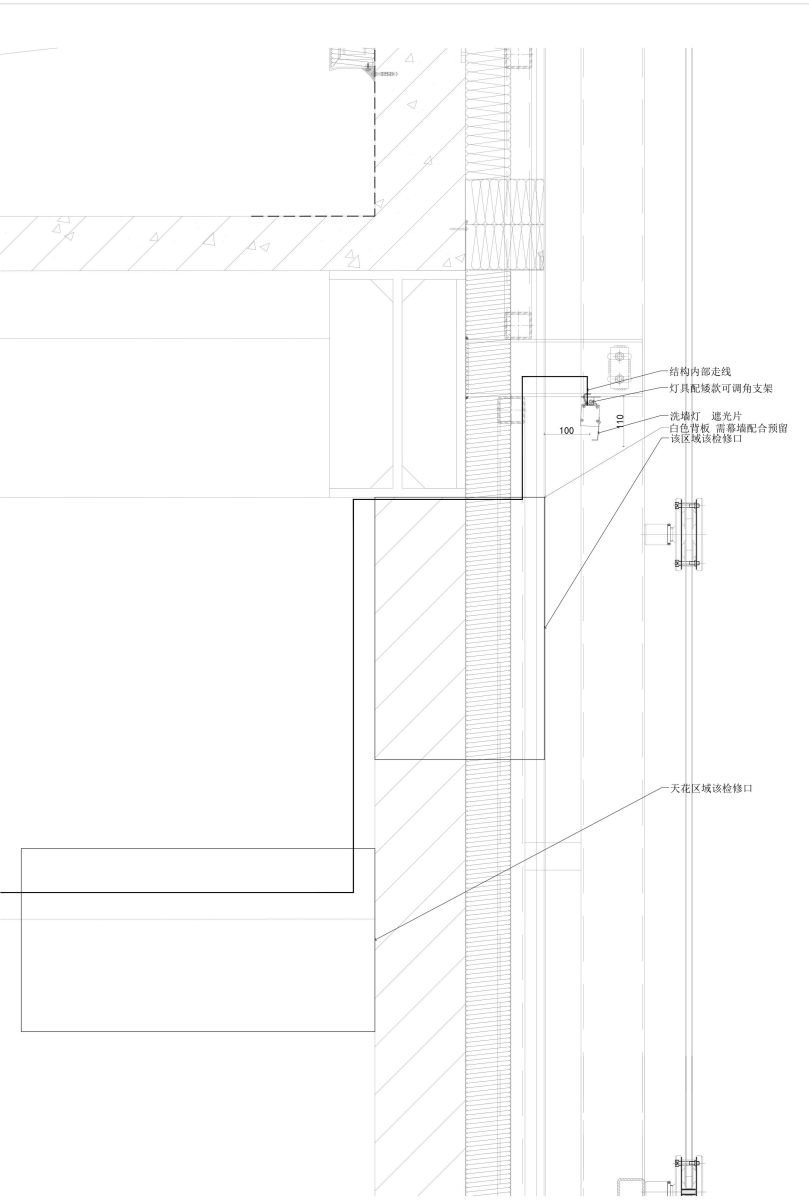 结构内部走线
灯具配矮款可调角支架
洗墙灯 遮光片
100
110
白色背板 需幕墙配合预留
该区域该检修口
天花区域该检修口